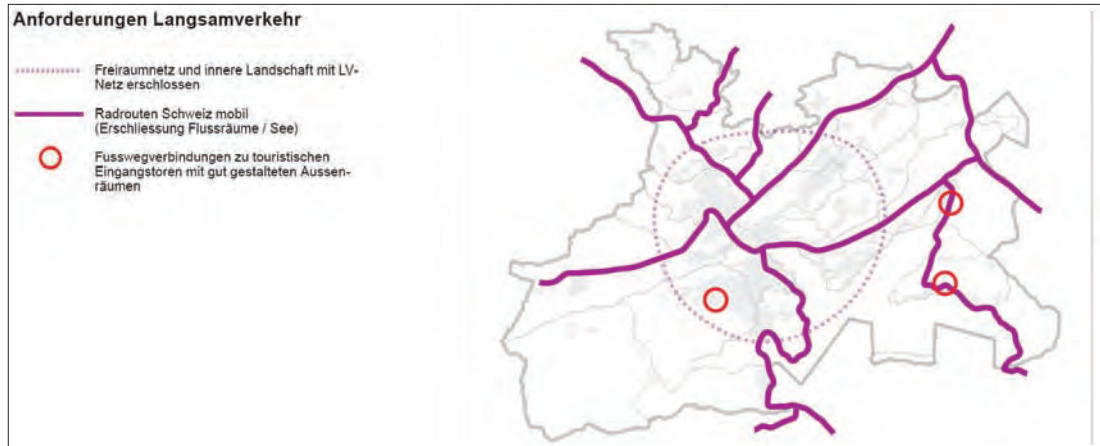 Anforderungen Langsamverkehr
Freiraumnetz und innere Landschaft mit LV-
Netz erschlossen
Radrouten Schweiz mobil
(Erschliessung Flussräume / See)
Fusswegverbindungen zu touristischen
Eingangstoren mit gut gestalteten Aussen-
räumen